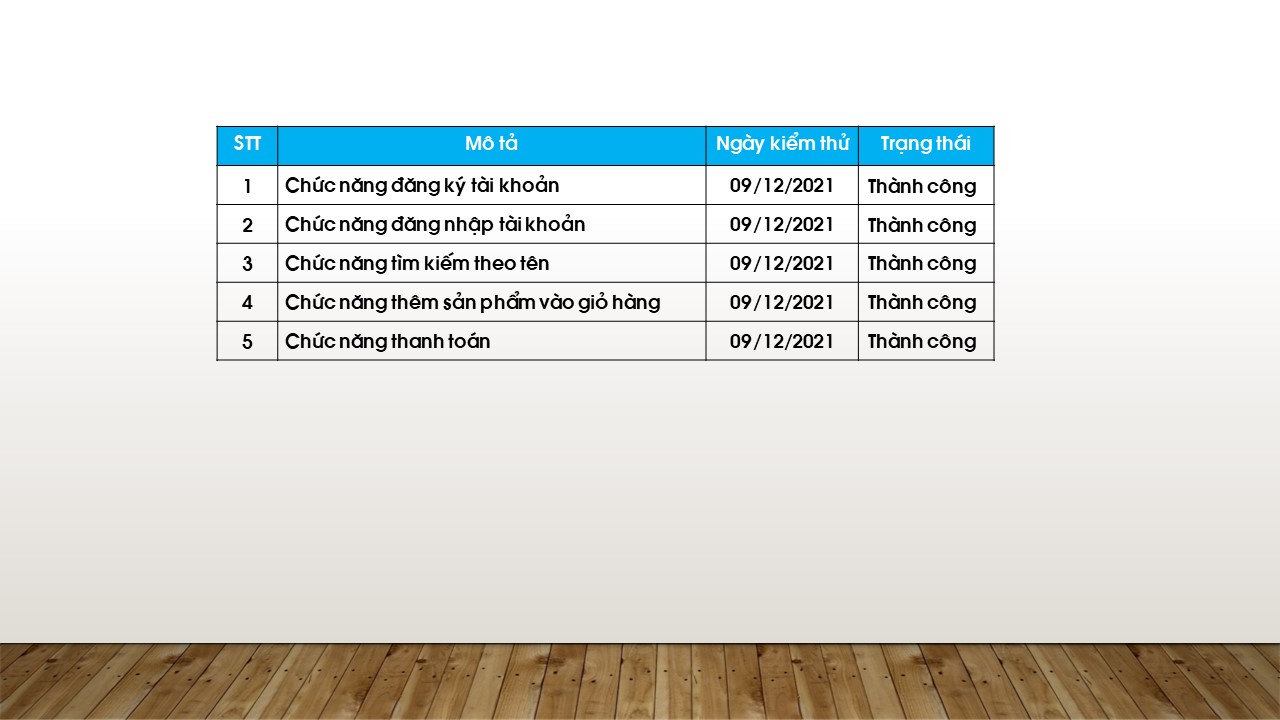 STT Mô tả Ngày kiểm thử Trạng thái
1 Chức năng đăng ký tài khoản 09/12/2021 Thành công
2 Chức năng đăng nhập tài khoản 09/12/2021 Thành công
3 Chức năng tìm kiếm theo tên 09/12/2021 Thành công
4 Chức năng thêm sản phẩm vào giỏ hàng 09/12/2021 Thành công
5 Chức năng thanh toán 09/12/2021 Thành công